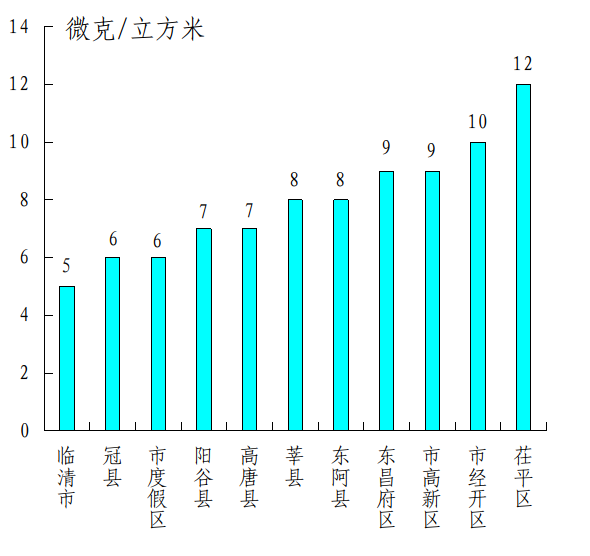 微克/立方米
14
12
10
8
6
4
2
0
5
6
6
7
7
8
8
9
9
10
12
临清市
冠县
市度假区
阳谷县
高唐县
莘县
东阿县
东昌府区
市高新区
市经开区
茌平区